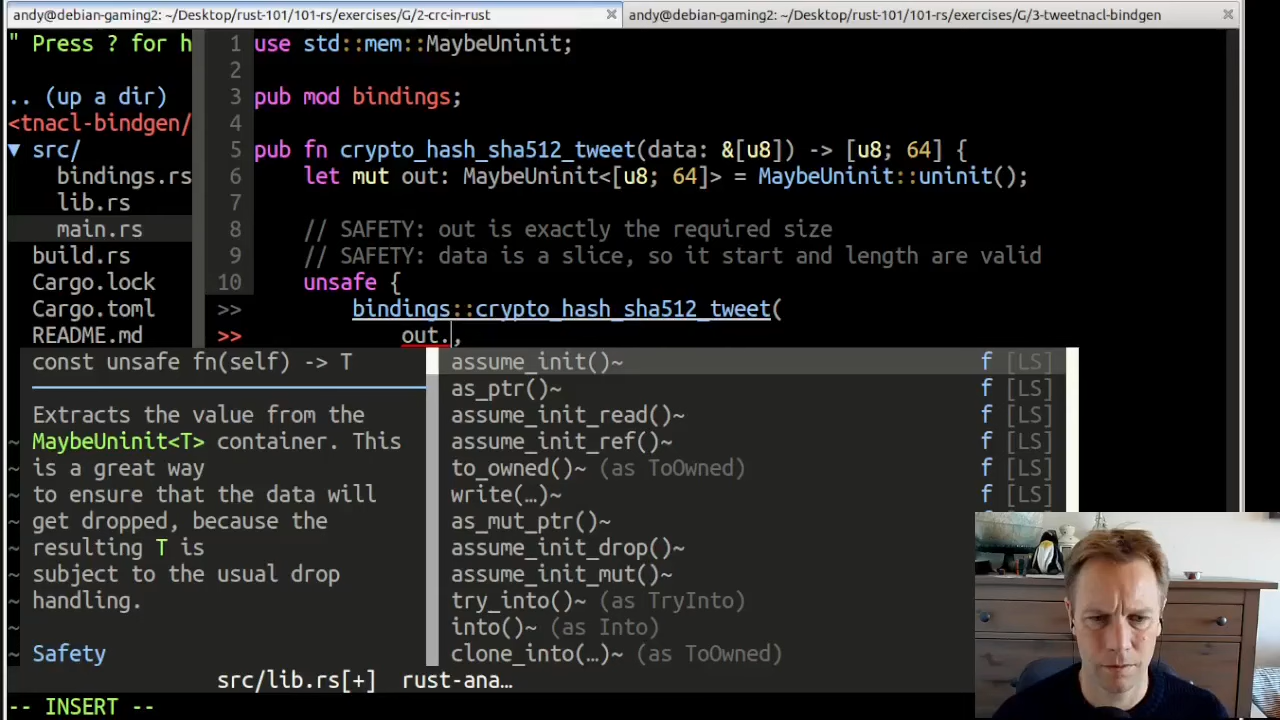 andy@debian-gaming2: ~/Desktop/rust-101/101-rs/exercises/G/2-crc-in-rust
andy@debian-gaming2: ~/Desktop/rust-101/101-rs/exercises/G/3-tweetnacl-bindgen
" Press ? for h
.. (up a dir)
<tnacl-bindgen/
▼ src/
bindings.rs
lib.rs
main.rs
build.rs
Cargo.lock
Cargo.toml
README.md
1 use std::mem::MaybeUninit;
2
3 pub mod bindings;
4
5 pub fn crypto_hash_sha512_tweet(data: &[u8]) -> [u8; 64] {
6 let mut out: MaybeUninit<[u8; 64]> = MaybeUninit::uninit();
7
8 // SAFETY: out is exactly the required size
9 // SAFETY: data is a slice, so it start and length are valid
10 unsafe {
>> bindings::crypto_hash_sha512_tweet(
>> out.,
const unsafe fn(self) -> T
Extracts the value from the
~ MaybeUninit<T> container. This
~ is a great way
~ to ensure that the data will
~ get dropped, because the
~ resulting T is
~ subject to the usual drop
~ handling.
~
~ Safety
assume_init()~ f [LS]
as_ptr()~ f [LS]
assume_init_read()~ f [LS]
assume_init_ref()~ f [LS]
to_owned()~ (as ToOwned) f [LS]
write(…)~ f [LS]
as_mut_ptr()~
assume_init_drop()~
assume_init_mut()~
try_into()~ (as TryInto)
into()~ (as Into)
clone_into(…)~ (as ToOwned)
src/lib.rs[+] rust-ana…
-- INSERT --